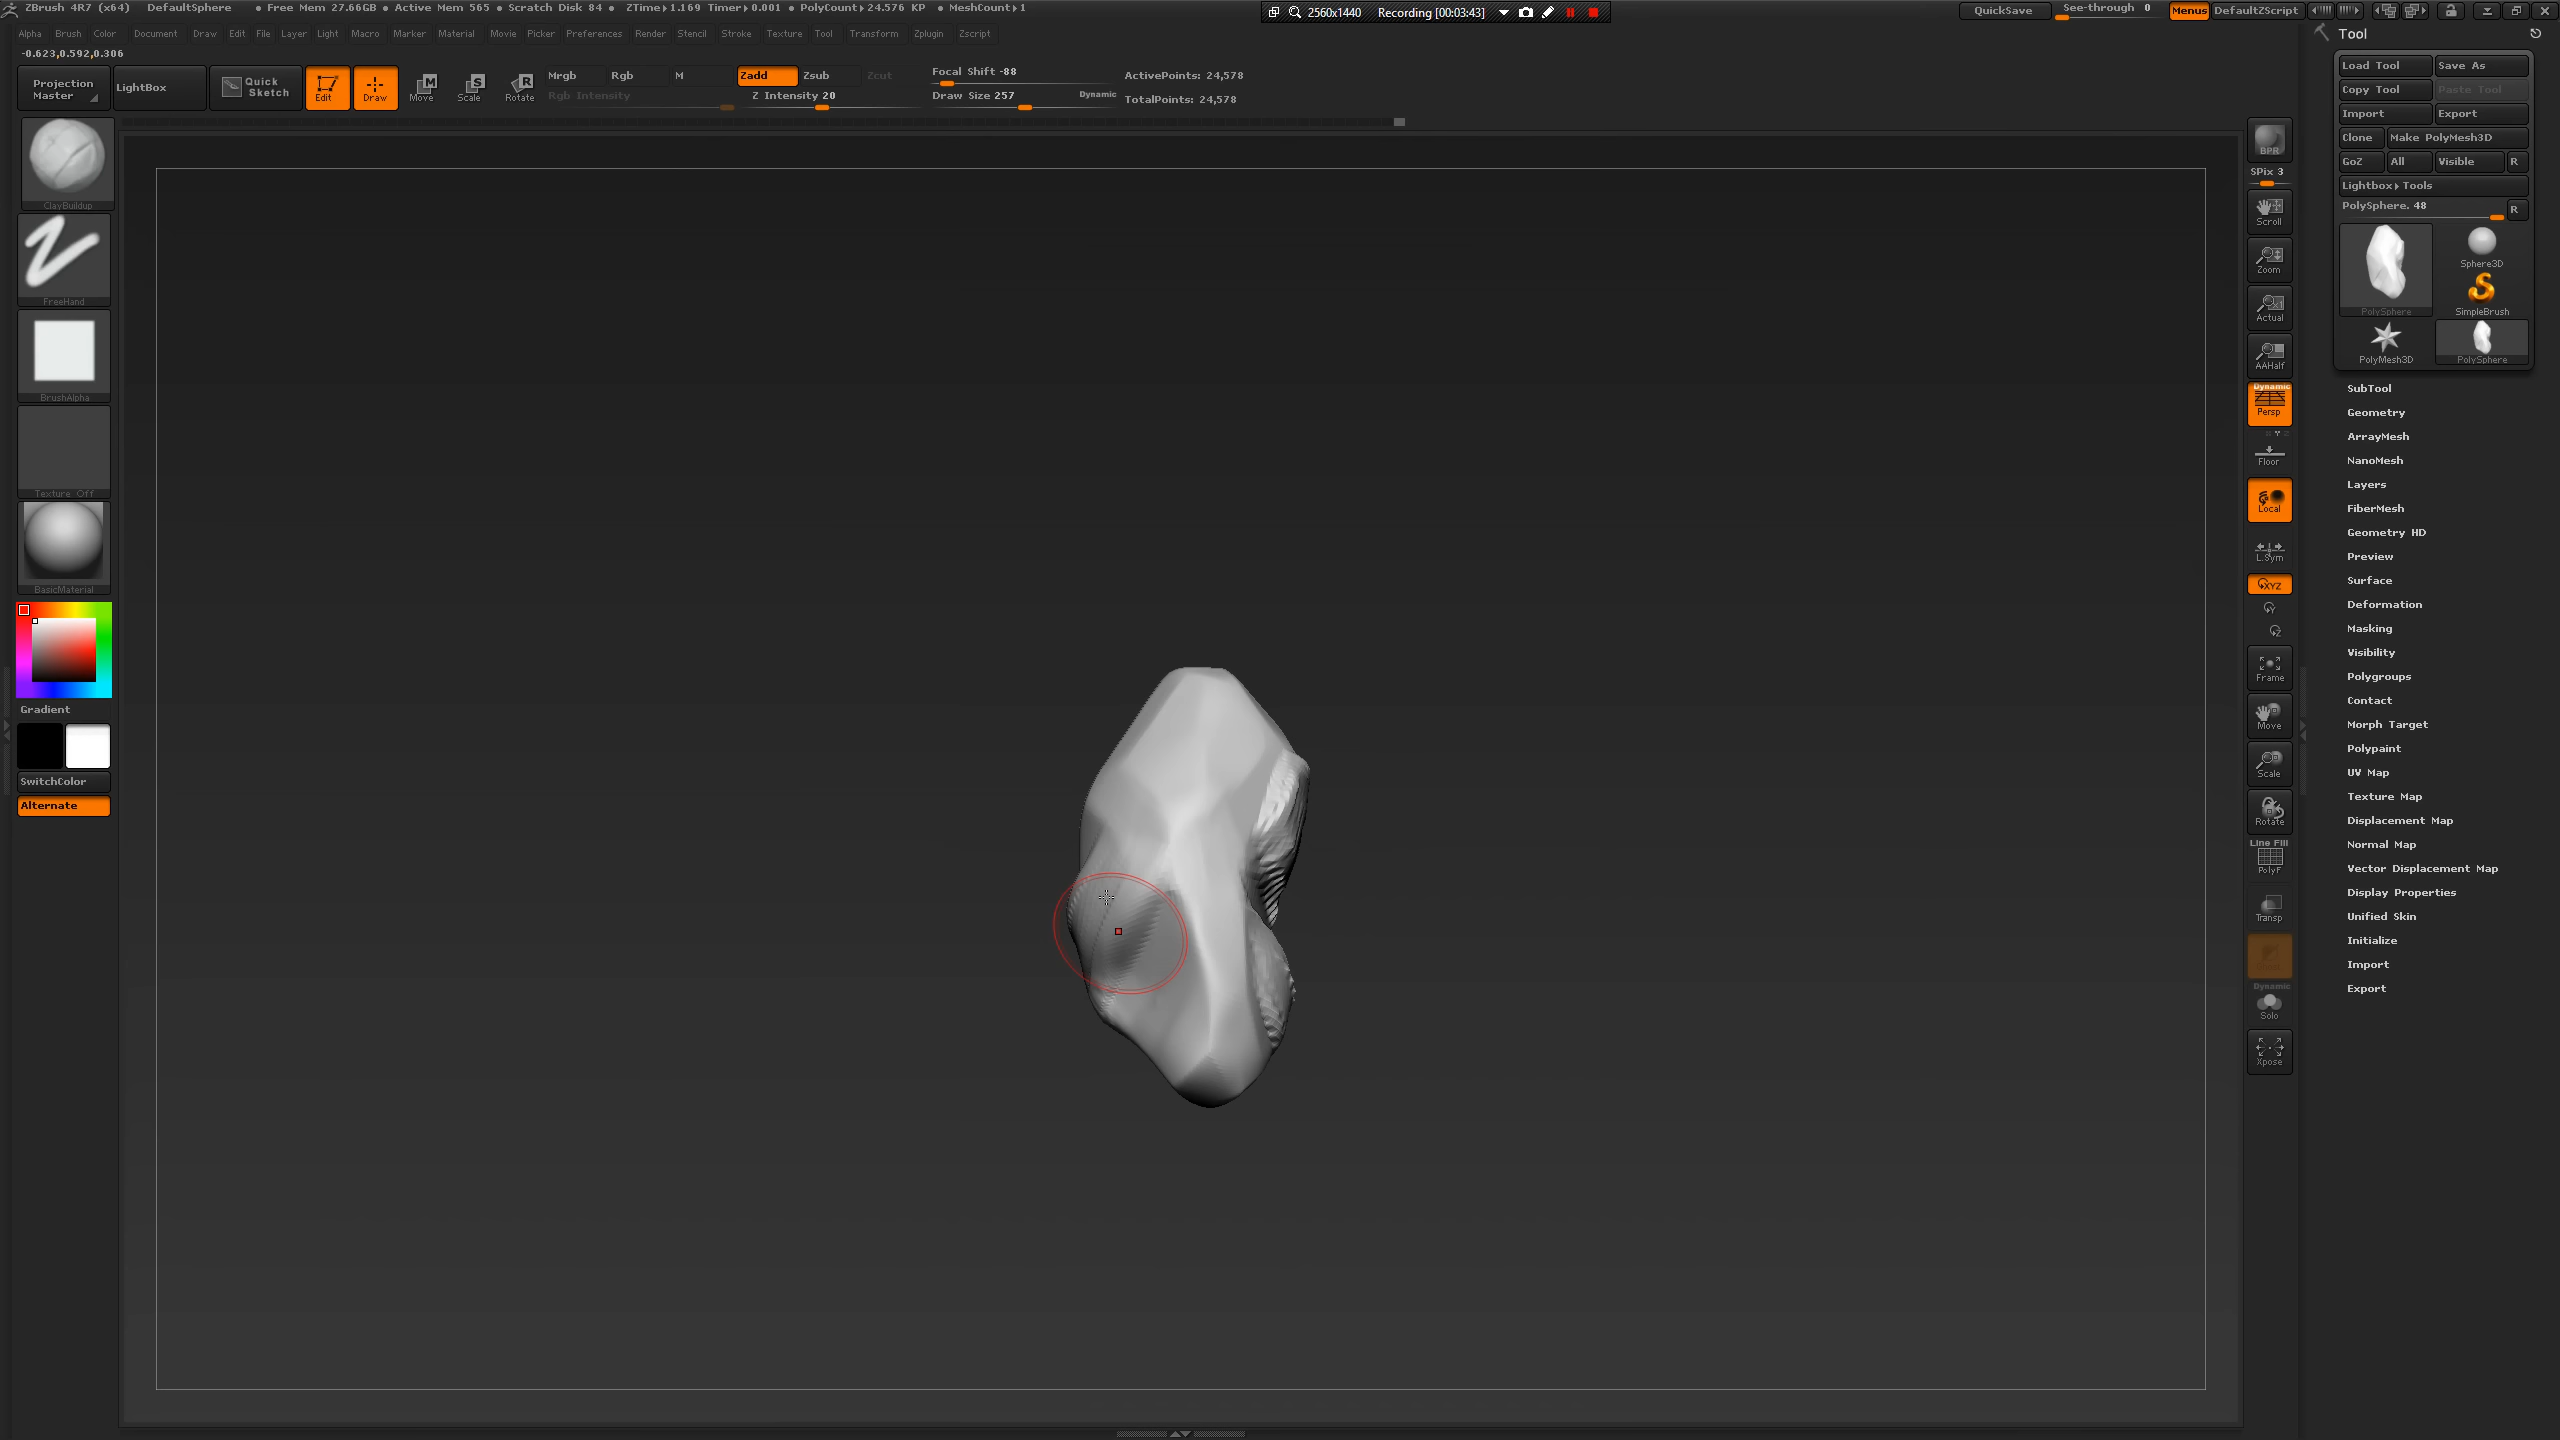 ZBrush 4R7 (x64) DefaultSphere • Free Mem 27.66GB • Active Mem 565 • Scratch Disk 84 • ZTime▸1.169 Timer▸0.001 • PolyCount▸24.576 KP • MeshCount▸1
2560x1440 Recording [00:03:43]
QuickSave See-through 0 Menus DefaultZScript
Alpha Brush Color Document Draw Edit File Layer Light Macro Marker Material Movie Picker Preferences Render Stencil Stroke Texture Tool Transform Zplugin Zscript
-0.623,0.592,0.306
Projection Master
LightBox
Quick Sketch
Edit
Draw
Move
Scale
Rotate
Mrgb Rgb M
Rgb Intensity
Zadd Zsub Zcut
Z Intensity 20
Focal Shift -88
Draw Size 257 Dynamic
ActivePoints: 24,578
TotalPoints: 24,578
ClayBuildup
FreeHand
BrushAlpha
Texture Off
BasicMaterial
Gradient
SwitchColor
Alternate
BPR
SPix 3
Scroll
Zoom
Actual
AAHalf
Dynamic
Persp
Floor
Local
L.Sym
XYZ
Y
Z
Frame
Move
Scale
Rotate
Line Fill
PolyF
Transp
Dynamic
Solo
Xpose
Tool
Load Tool Save As
Copy Tool Paste Tool
Import Export
Clone Make PolyMesh3D
GoZ All Visible R
Lightbox▸Tools
PolySphere. 48 R
PolySphere
Sphere3D
SimpleBrush
PolyMesh3D
PolySphere
SubTool
Geometry
ArrayMesh
NanoMesh
Layers
FiberMesh
Geometry HD
Preview
Surface
Deformation
Masking
Visibility
Polygroups
Contact
Morph Target
Polypaint
UV Map
Texture Map
Displacement Map
Normal Map
Vector Displacement Map
Display Properties
Unified Skin
Initialize
Import
Export